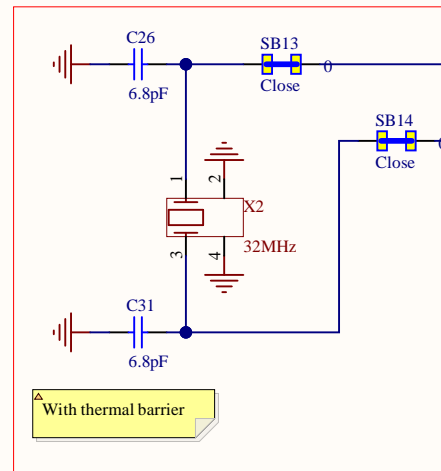 C26
6.8pF
SB13
0
Close
SB14
Close
1
2
X2
3
4
32MHz
C31
6.8pF
With thermal barrier